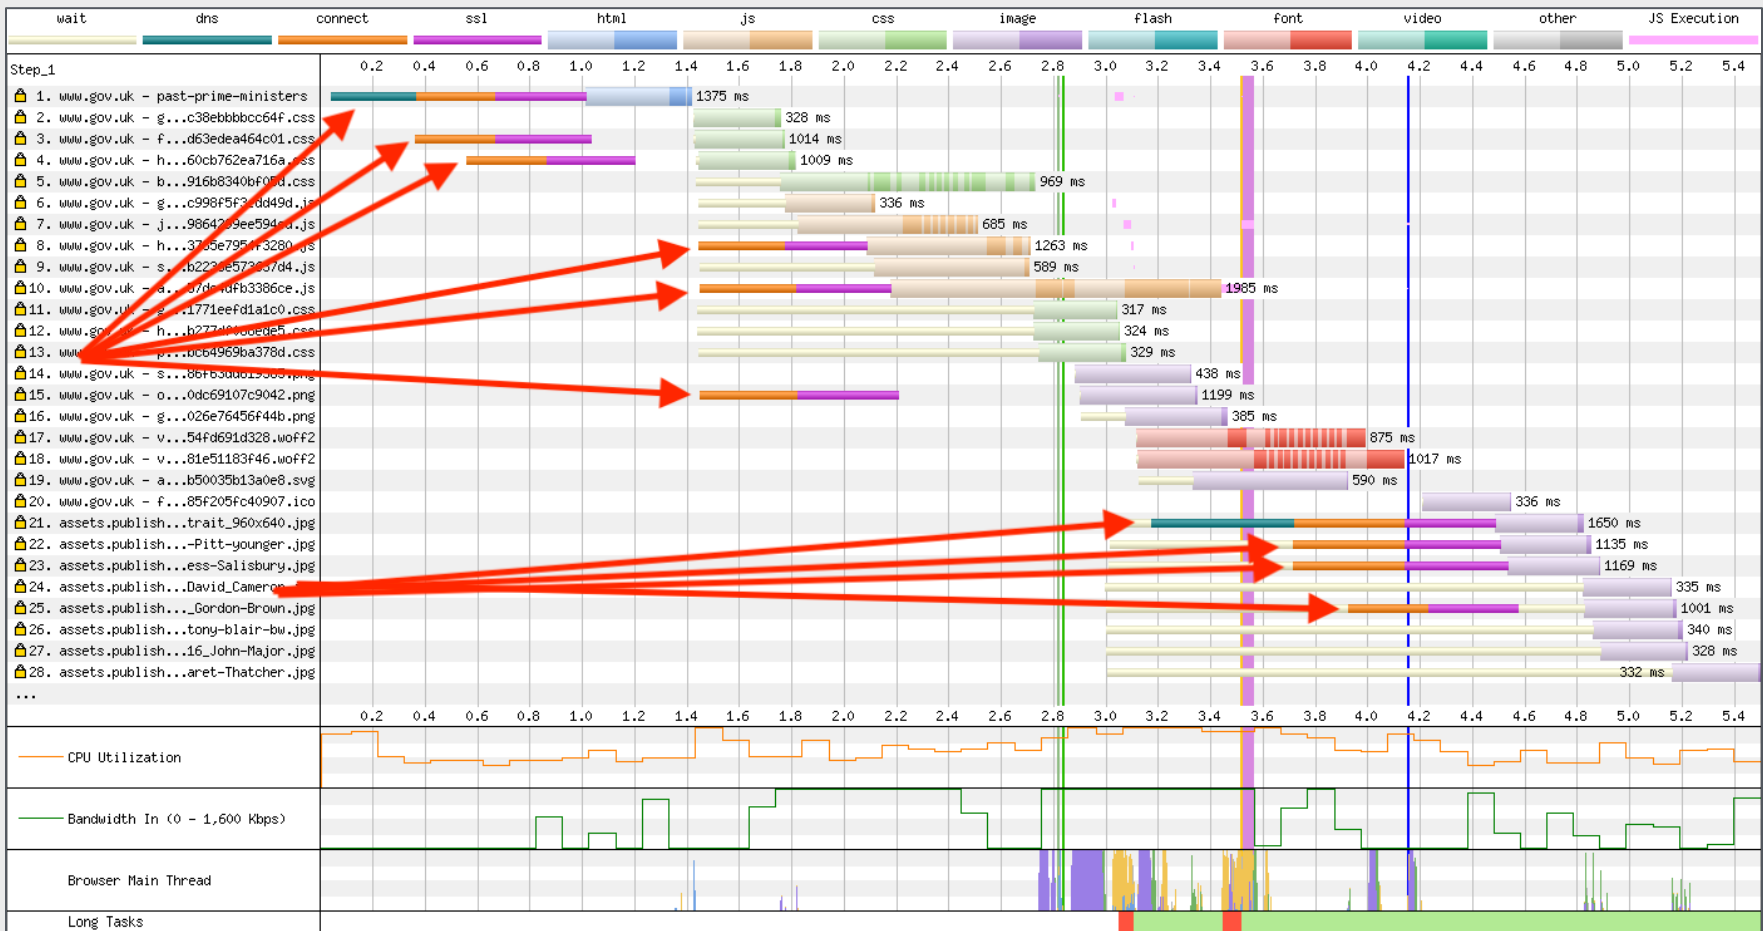 wait dns connect ssl html js css image flash font video other JS Execution
Step_1 0.2 0.4 0.6 0.8 1.0 1.2 1.4 1.6 1.8 2.0 2.2 2.4 2.6 2.8 3.0 3.2 3.4 3.6 3.8 4.0 4.2 4.4 4.6 4.8 5.0 5.2 5.4
1. www.gov.uk - past-prime-ministers 1375 ms
2. www.gov.uk - g...c38ebbbbcc64f.css 328 ms
3. www.gov.uk - f...d63edea464c01.css 1014 ms
4. www.gov.uk - h...60cb762ea716a.css 1009 ms
5. www.gov.uk - b...916b8340bf05d.css 969 ms
6. www.gov.uk - 336 ms
7. www.gov.uk - 685 ms
8. www.gov.uk - 1263 ms
9. www.gov.uk - 589 ms
10. www.gov.uk - 1985 ms
11. www.gov.uk - g...1771eefd1a1c0.css 317 ms
12. 324 ms
13. 329 ms
14. www.gov.uk - 438 ms
15. www.gov.uk - o...0dc69107c9042.png 1199 ms
16. www.gov.uk - g...026e76456f44b.png 385 ms
17. www.gov.uk - v...54fd691d328.woff2 875 ms
18. www.gov.uk - v...81e51183f46.woff2 1017 ms
19. www.gov.uk - a...b50035b13a0e8.svg 590 ms
20. www.gov.uk - f...85f205fc40907.ico 336 ms
21. assets.publish...trait_960x640.jpg 1650 ms
22. assets.publish...-Pitt-younger.jpg 1135 ms
23. assets.publish...ess-Salisbury.jpg 1169 ms
24. assets.publish...David_Cameron 335 ms
25. assets.publish..._Gordon-Brown.jpg 1001 ms
26. assets.publish...tony-blair-bw.jpg 340 ms
27. assets.publish...16_John-Major.jpg 328 ms
28. assets.publish...aret-Thatcher.jpg 332 ms
...
0.2 0.4 0.6 0.8 1.0 1.2 1.4 1.6 1.8 2.0 2.2 2.4 2.6 2.8 3.0 3.2 3.4 3.6 3.8 4.0 4.2 4.4 4.6 4.8 5.0 5.2 5.4
CPU Utilization
Bandwidth In (0 - 1,600 Kbps)
Browser Main Thread
Long Tasks